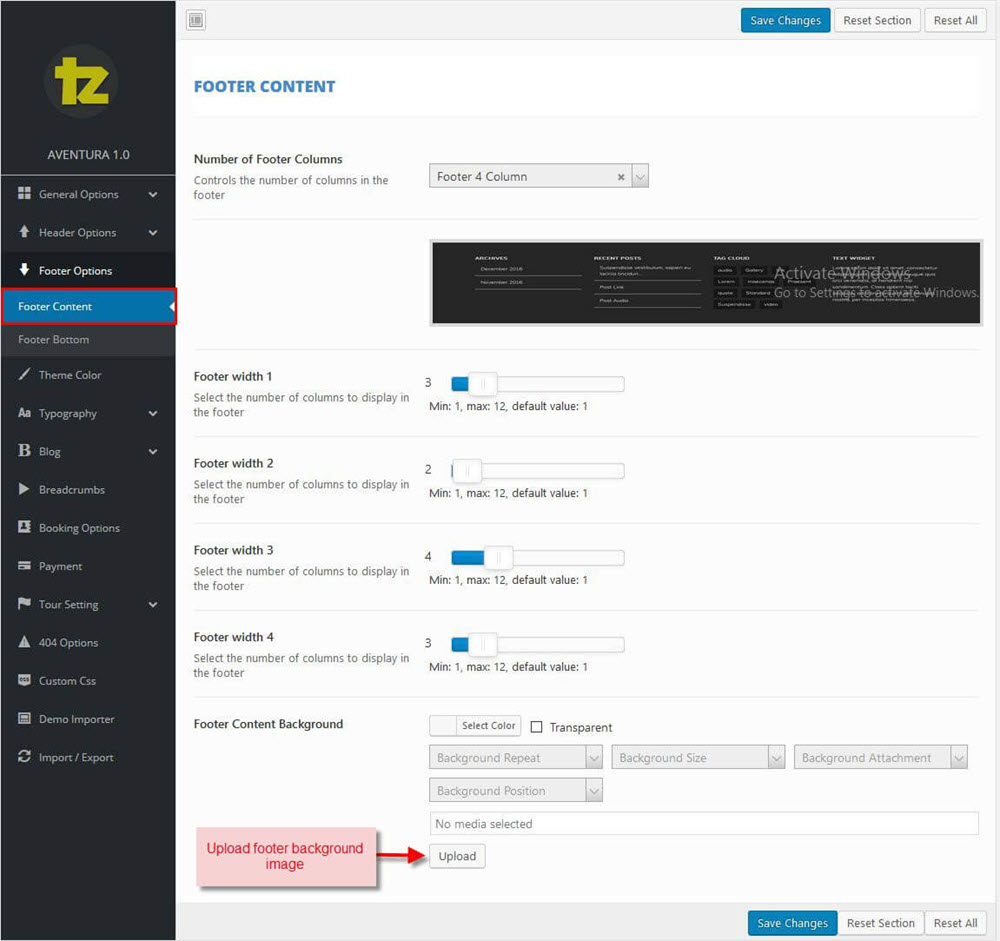 Save Changes
Reset Section
Reset All
tz
AVENTURA 1.0
General Options
Header Options
Footer Options
Footer Content
Footer Bottom
Theme Color
Aa Typography
B Blog
Breadcrumbs
Booking Options
Payment
Tour Setting
404 Options
Custom Css
Demo Importer
Import / Export
FOOTER CONTENT
Number of Footer Columns
Controls the number of columns in the
footer
Footer 4 Column
ARCHIVES
December 2016
November 2016
RECENT POSTS
Suspendisse vestibulum, sapien eu
lacinia tincidunt...
Post Link
Post Audio
TAG CLOUD
audio Gallery
Lorem maecenas Praesent
quote Standard
Suspendisse video
TEXT WIDGET
Activate Windows
Go to Settings to activate Windows.
Footer width 1
Select the number of columns to display in
the footer
3
Min: 1, max: 12, default value: 1
Footer width 2
Select the number of columns to display in
the footer
2
Min: 1, max: 12, default value: 1
Footer width 3
Select the number of columns to display in
the footer
4
Min: 1, max: 12, default value: 1
Footer width 4
Select the number of columns to display in
the footer
3
Min: 1, max: 12, default value: 1
Footer Content Background
Select Color
Transparent
Background Repeat
Background Size
Background Attachment
Background Position
No media selected
Upload footer background
image
Upload
Save Changes
Reset Section
Reset All